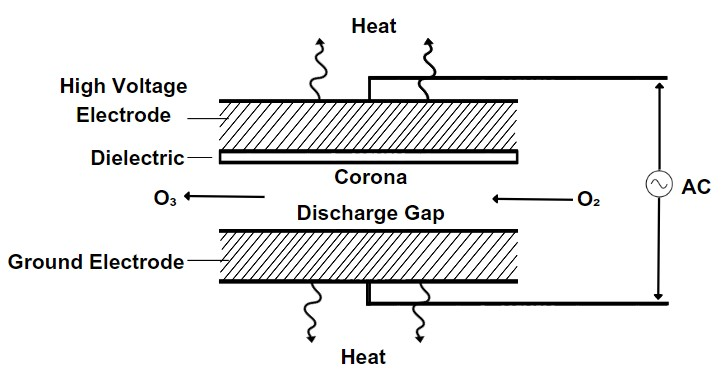 Heat
High Voltage
Electrode
Dielectric
Corona
O₃
O₂
AC
Discharge Gap
Ground Electrode
Heat